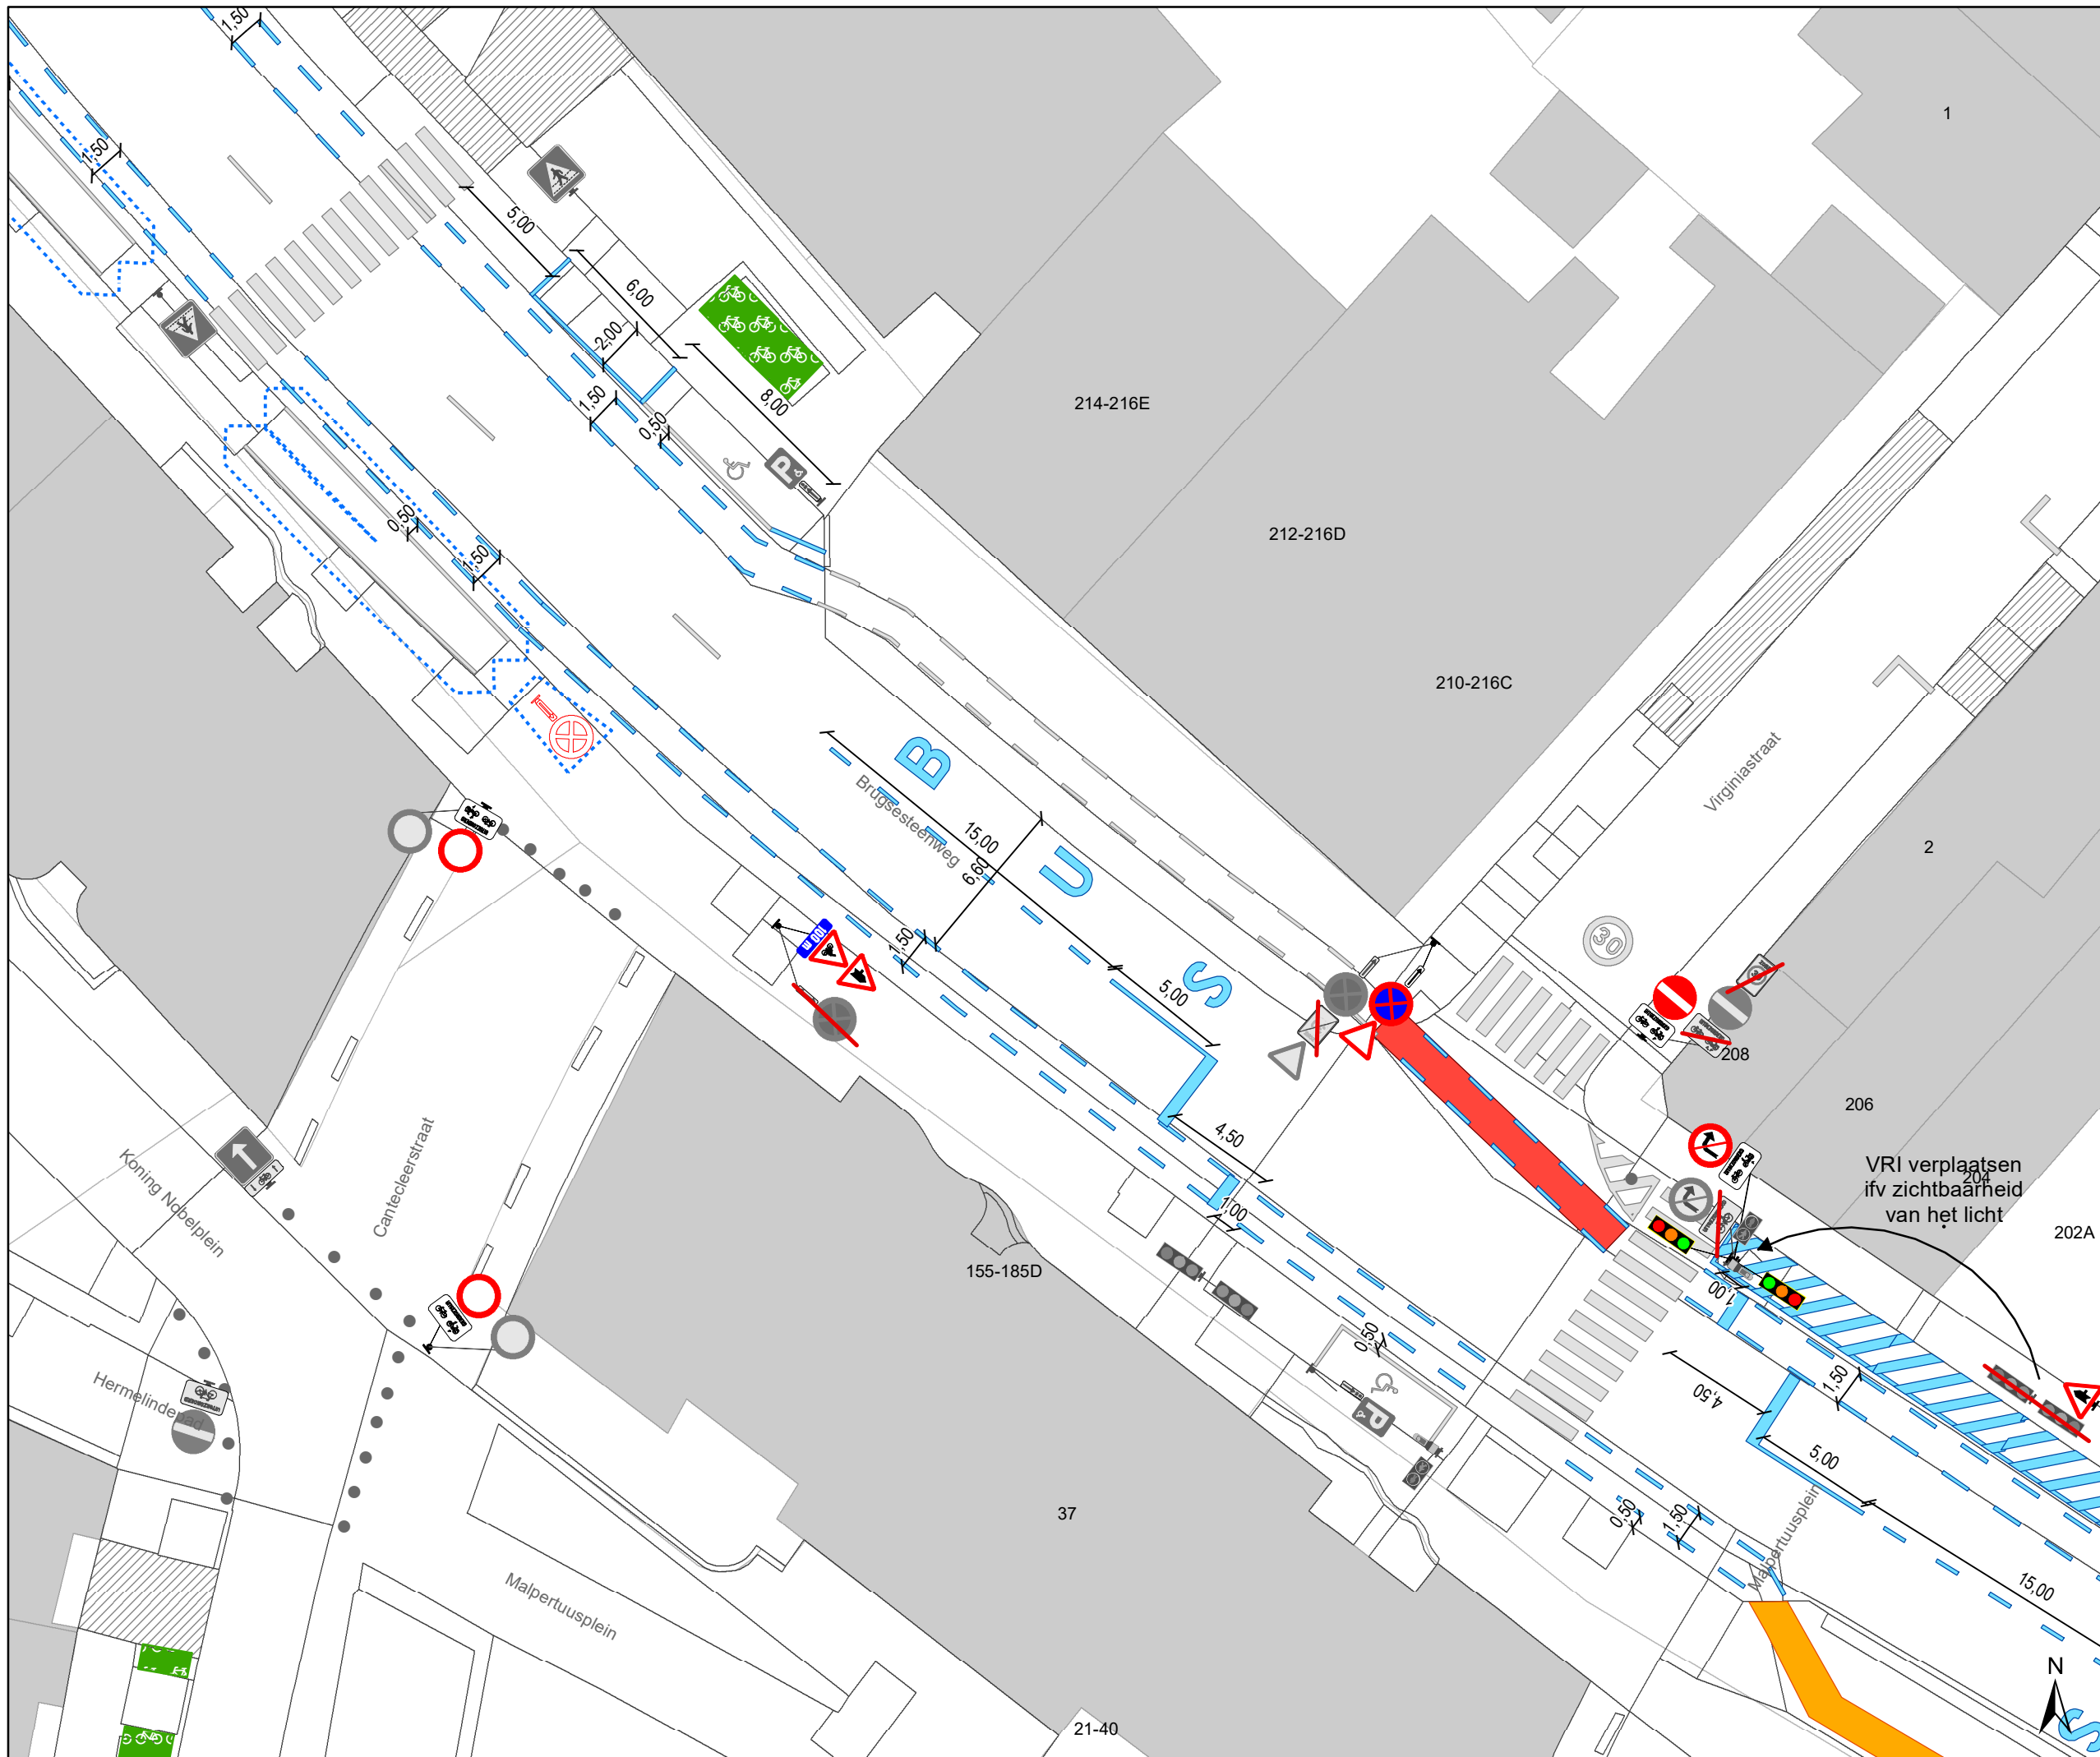 1,50
1,50
1
5,00
6,00
2,00
1,50
0,50
8,00
P
214-216E
212-216D
0,50
1,50
210-216C
Virginiastraat
B
U
S
Brugsesteenweg
15,00
6,60
1,50
5,00
100 m
2
30
208
206
204
202A
VRI verplaatsen
ifv zichtbaarheid
van het licht
4,50
1,00
1,00
155-185D
Koning Nobelplein
Cantecleerstraat
Hermelindepad
0,50
P
4,50
1,50
5,00
0,50
1,50
Malpertuusplein
15,00
37
Malpertuusplein
21-40
N
S